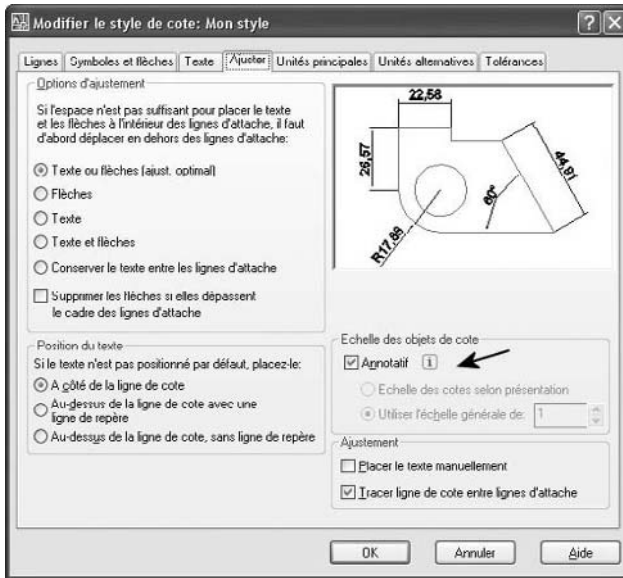 Modifier le style de cote: Mon style
Lignes Symboles et flèches Texte Ajuster Unités principales Unités alternatives Tolérances
Options d'ajustement
Si l'espace n'est pas suffisant pour placer le texte
et les flèches à l'intérieur des lignes d'attache, il faut
d'abord déplacer en dehors des lignes d'attache:
Texte ou flèches (ajust. optimal)
Flèches
Texte
Texte et flèches
Conserver le texte entre les lignes d'attache
Supprimer les flèches si elles dépassent
le cadre des lignes d'attache
Position du texte
Si le texte n'est pas positionné par défaut, placez-le:
A côté de la ligne de cote
Au-dessus de la ligne de cote avec une
ligne de repère
Au-dessus de la ligne de cote, sans ligne de repère
22,58
26,57
44,91
60°
R17,88
Echelle des objets de cote
Annotatif i
Echelle des cotes selon présentation
Utiliser l'échelle générale de: 1
Ajustement
Placer le texte manuellement
Tracer ligne de cote entre lignes d'attache
OK Annuler Aide